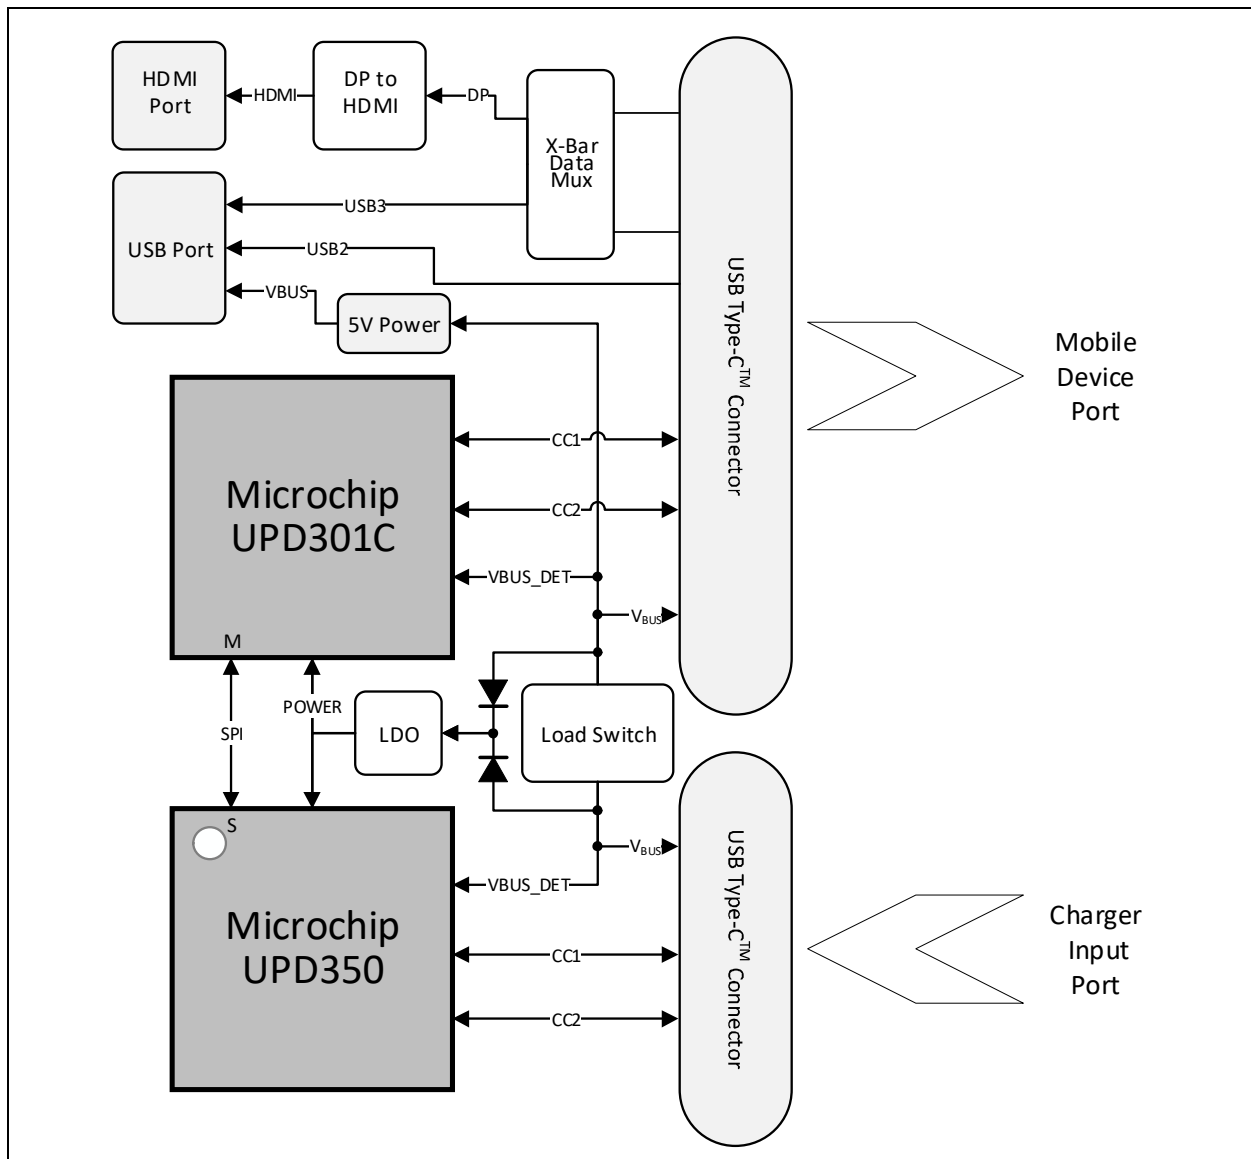 HDMI
Port
HDMI
DP to
HDMI
DP
X-Bar
Data
Mux
USB Port
USB3
USB2
VBUS
5V Power
USB Type-C™ Connector
Mobile
Device
Port
Microchip
UPD301C
CC1
CC2
VBUS_DET
VBUS
M
SPI
POWER
LDO
Load Switch
S
Microchip
UPD350
VBUS
VBUS_DET
CC1
CC2
USB Type-C™ Connector
Charger
Input
Port